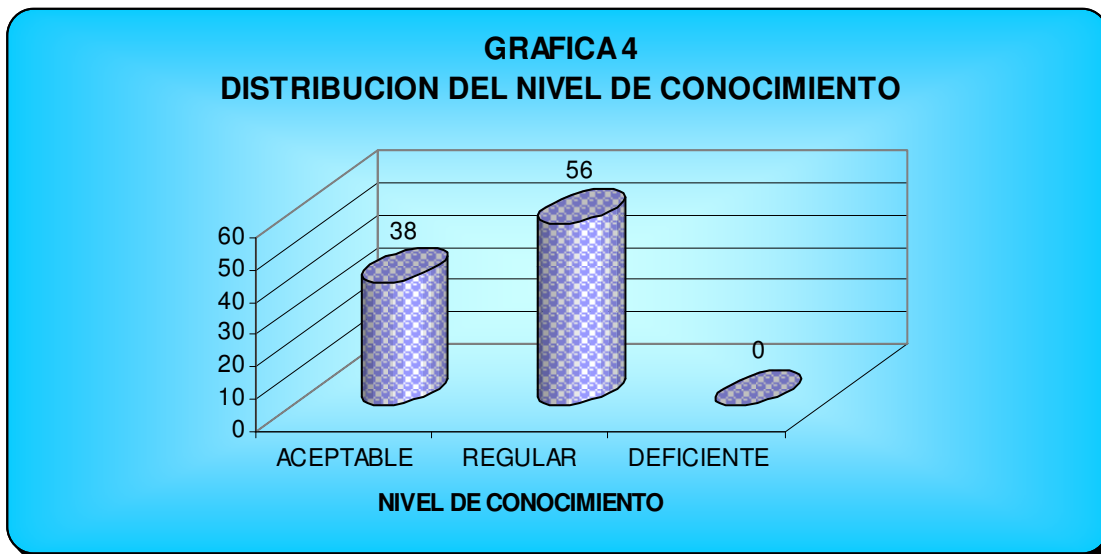 GRAFICA 4
DISTRIBUCION DEL NIVEL DE CONOCIMIENTO
56
38
0
60
50
40
30
20
10
0
ACEPTABLE REGULAR DEFICIENTE
NIVEL DE CONOCIMIENTO